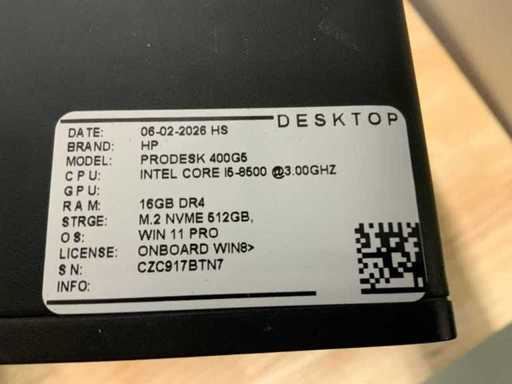 DESKTOP
DATE: 06-02-2026 HS
BRAND: HP
MODEL: PRODESK 400G5
CPU: INTEL CORE I5-8500 @3.00GHZ
GPU:
RAM: 16GB DR4
STRGE: M.2 NVME 512GB,
OS: WIN 11 PRO
LICENSE: ONBOARD WIN8>
SN: CZC917BTN7
INFO: